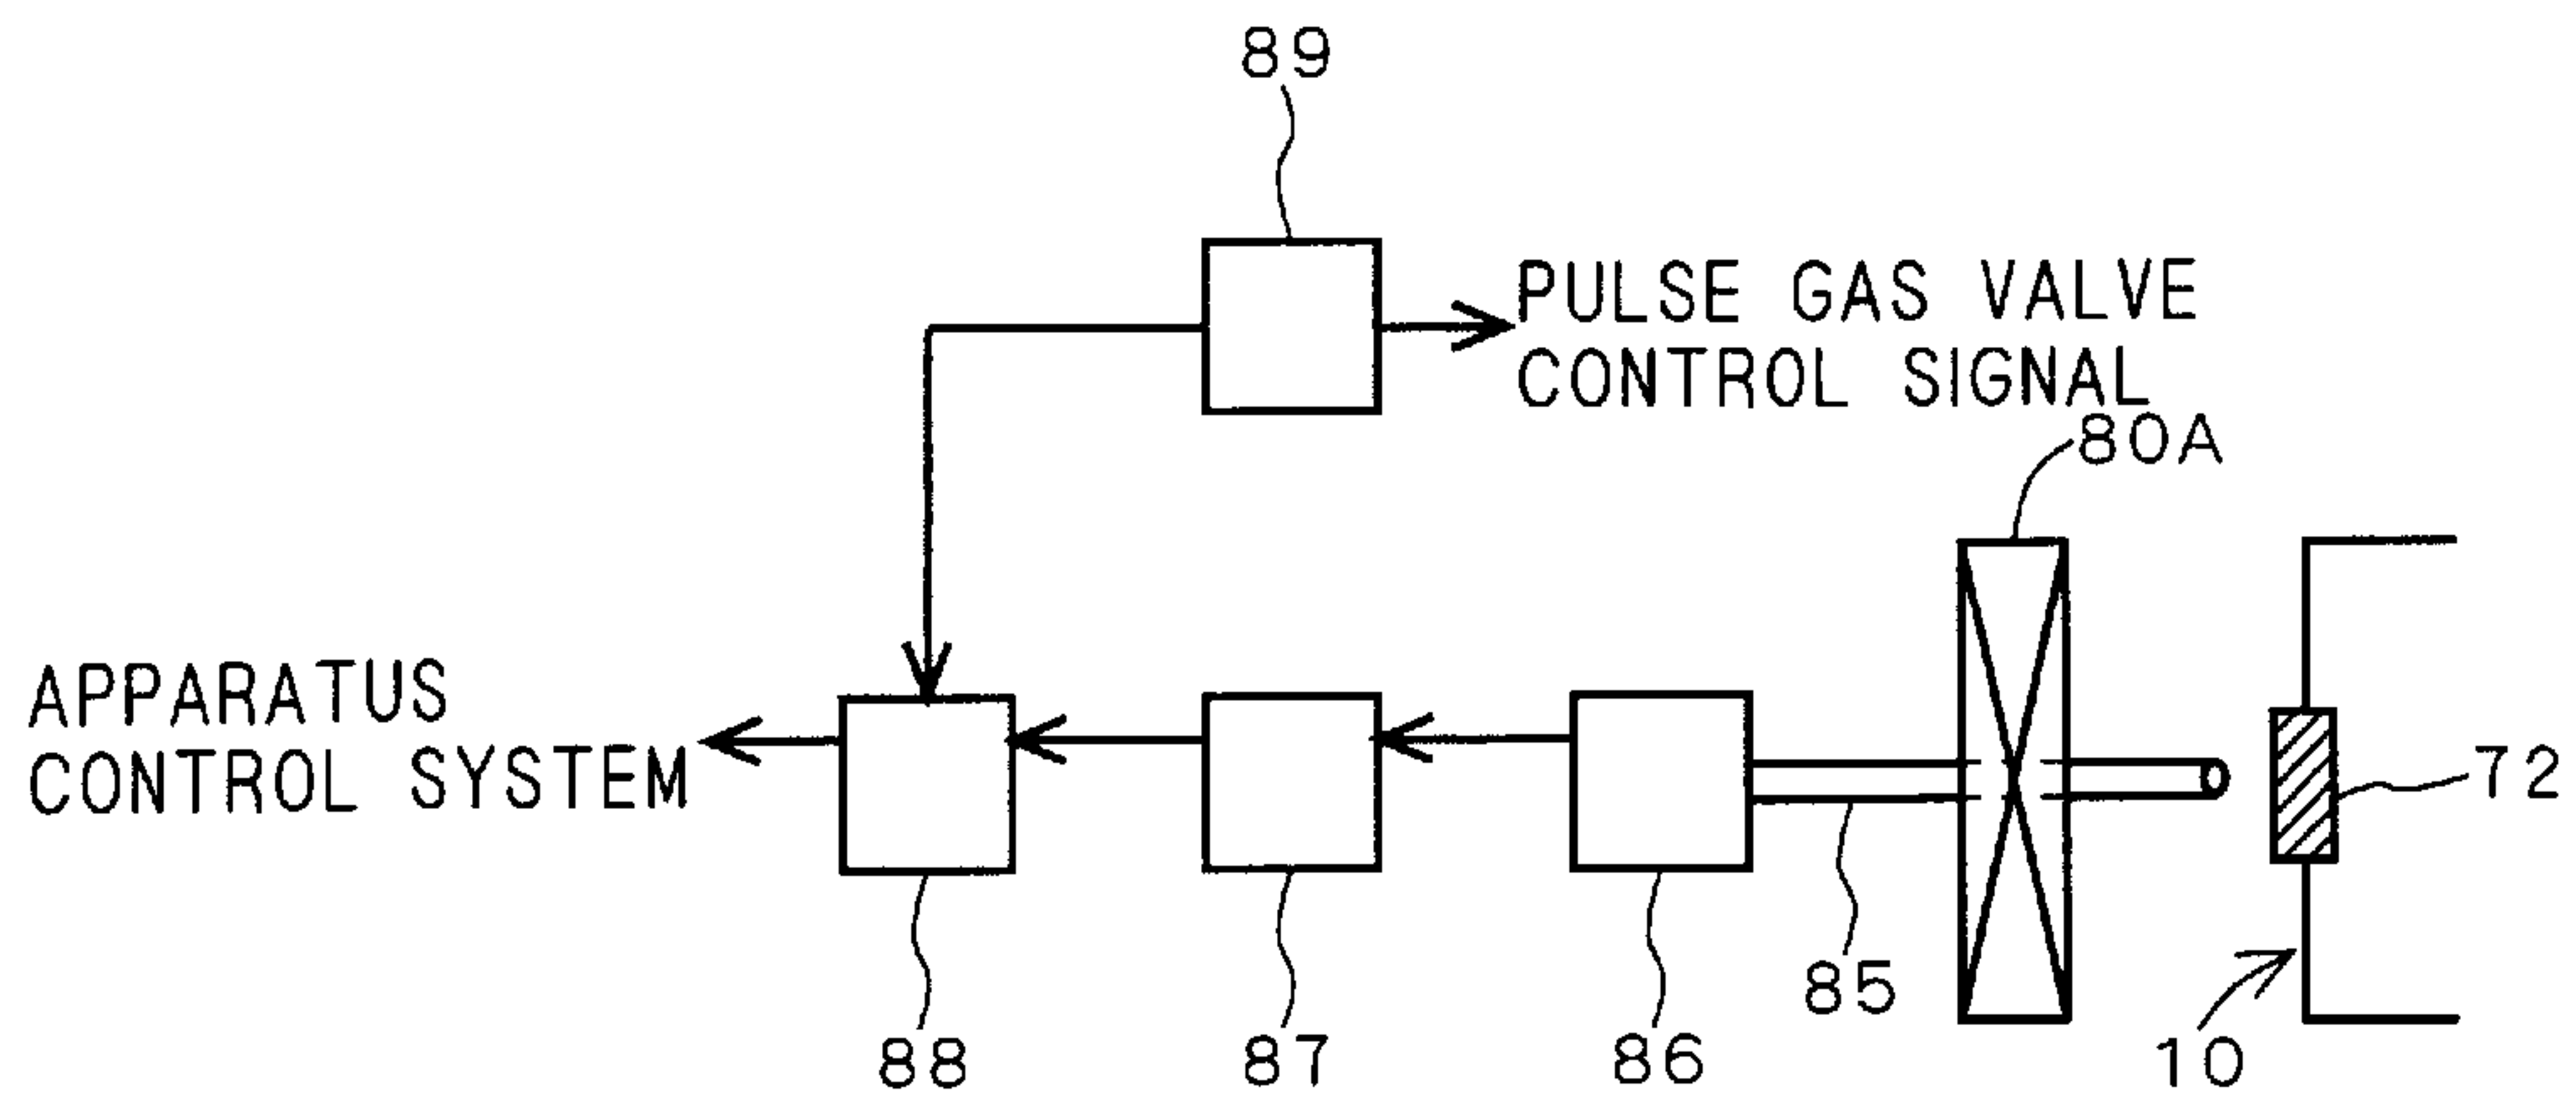 89
PULSE GAS VALVE
CONTROL SIGNAL
80A
APPARATUS
CONTROL SYSTEM
72
85
10
88
87
86